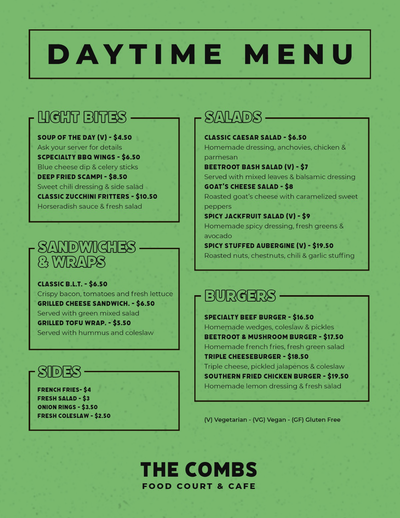 DAYTIME MENU
LIGHT BITES
SOUP OF THE DAY (V) - $4.50
Ask your server for details
SCPECIALTY BBQ WINGS - $6.50
Blue cheese dip & celery sticks
DEEP FRIED SCAMPI - $8.50
Sweet chili dressing & side salad
CLASSIC ZUCCHINI FRITTERS - $10.50
Horseradish sauce & fresh salad
SANDWICHES
& WRAPS
CLASSIC B.L.T. - $6.50
Crispy bacon, tomatoes and fresh lettuce
GRILLED CHEESE SANDWICH. - $6.50
Served with green mixed salad
GRILLED TOFU WRAP. - $5.50
Served with hummus and coleslaw
SIDES
FRENCH FRIES- $4
FRESH SALAD - $3
ONION RINGS - $3.50
FRESH COLESLAW - $2.50
SALADS
CLASSIC CAESAR SALAD - $6.50
Homemade dressing, anchovies, chicken &
parmesan
BEETROOT BASH SALAD (V) - $7
Served with mixed leaves & balsamic dressing
GOAT'S CHEESE SALAD - $8
Roasted goat's cheese with caramelized sweet
peppers
SPICY JACKFRUIT SALAD (V) - $9
Homemade spicy dressing, fresh greens &
avocado
SPICY STUFFED AUBERGINE (V) - $19.50
Roasted nuts, chestnuts, chili & garlic stuffing
BURGERS
SPECIALTY BEEF BURGER - $16.50
Homemade wedges, coleslaw & pickles
BEETROOT & MUSHROOM BURGER - $17.50
Homemade french fries, fresh green salad
TRIPLE CHEESEBURGER - $18.50
Triple cheese, pickled jalapenos & coleslaw
SOUTHERN FRIED CHICKEN BURGER - $19.50
Homemade lemon dressing & fresh salad
(V) Vegetarian - (VG) Vegan - (GF) Gluten Free
THE COMBS
FOOD COURT & CAFE